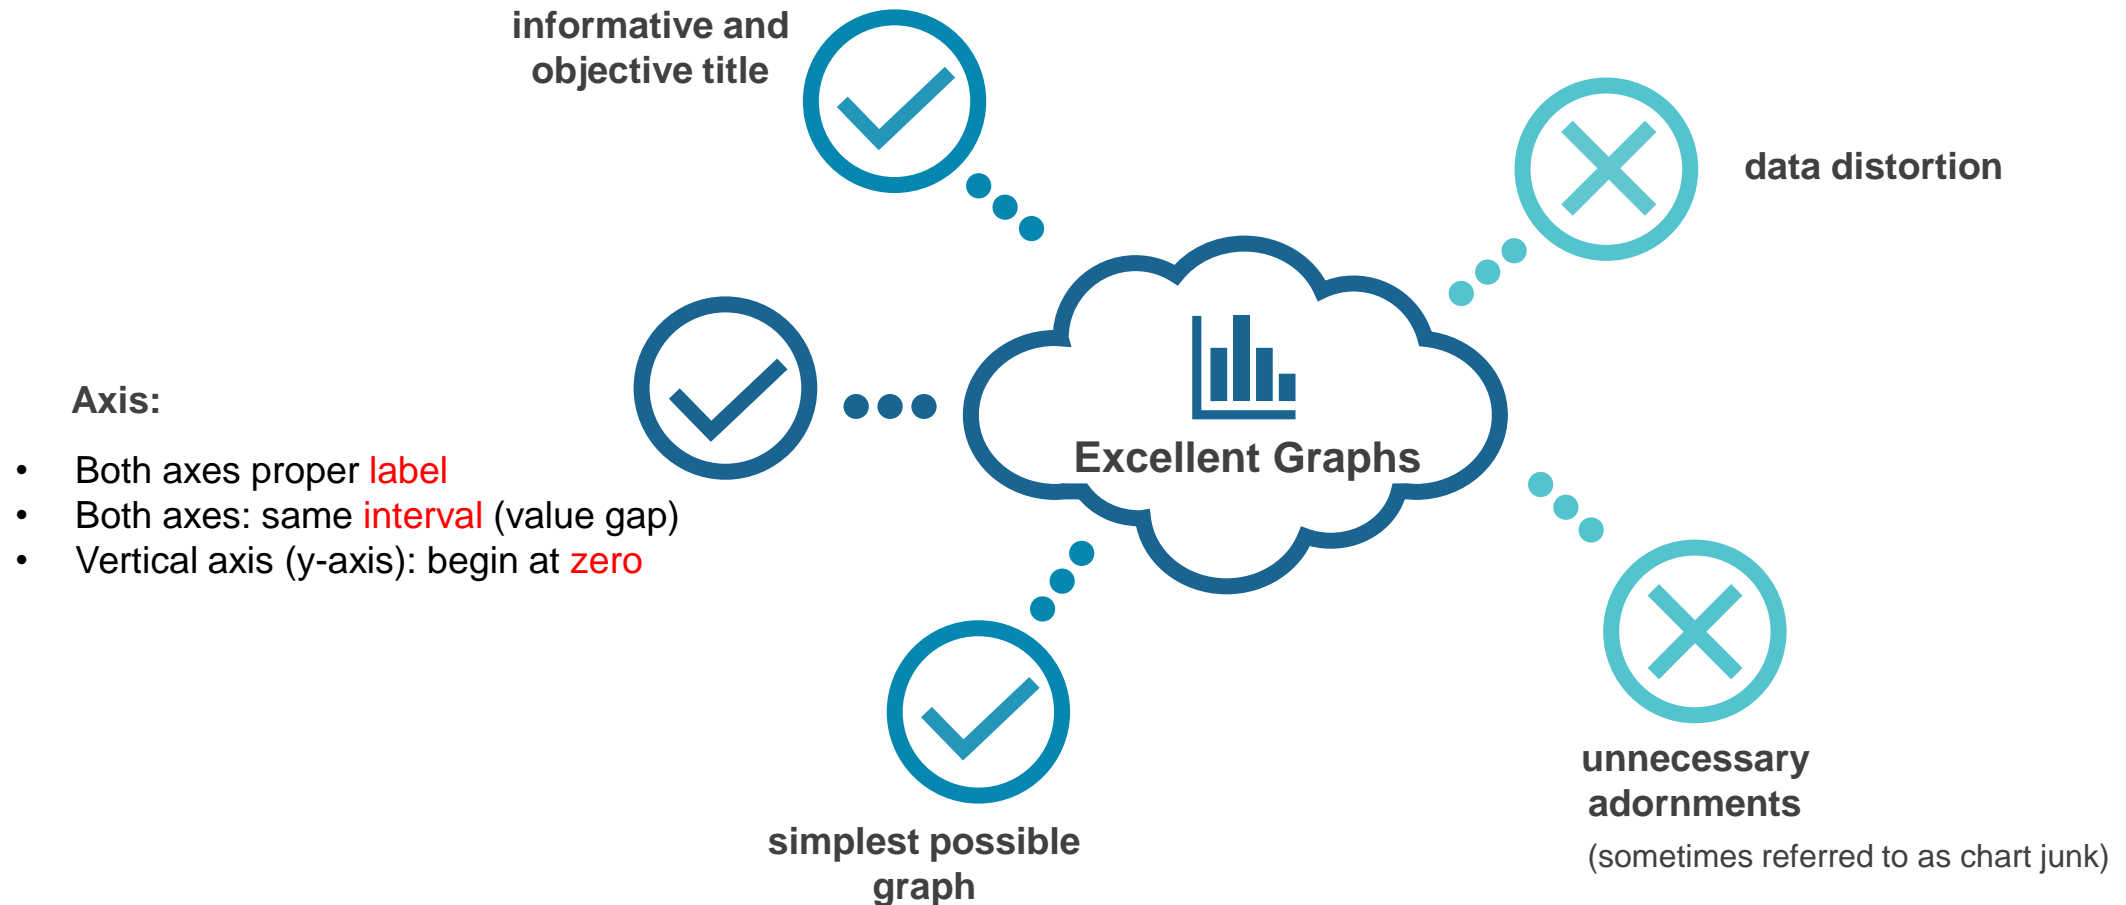 informative and
objective title
data distortion
Axis:
• Both axes proper label
• Both axes: same interval (value gap)
• Vertical axis (y-axis): begin at zero
Excellent Graphs
simplest possible
graph
unnecessary
adornments
(sometimes referred to as chart junk)